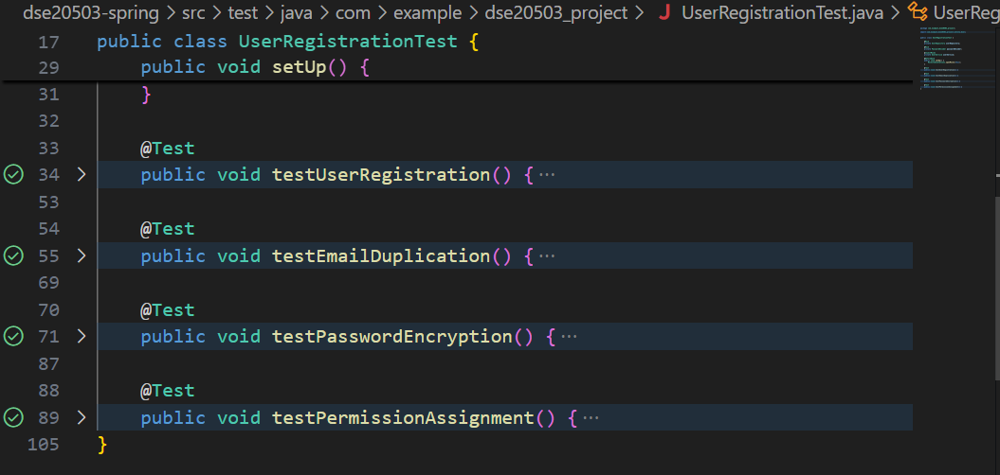 dse20503-spring > src > test > java > com > example > dse20503_project > J UserRegistrationTest.java > UserReg
17 public class UserRegistrationTest {
29 public void setUp() {
31 }
32
33 @Test
34 > public void testUserRegistration() { ···
53
54 @Test
55 > public void testEmailDuplication() { ···
69
70 @Test
71 > public void testPasswordEncryption() { ···
87
88 @Test
89 > public void testPermissionAssignment() { ···
105 }